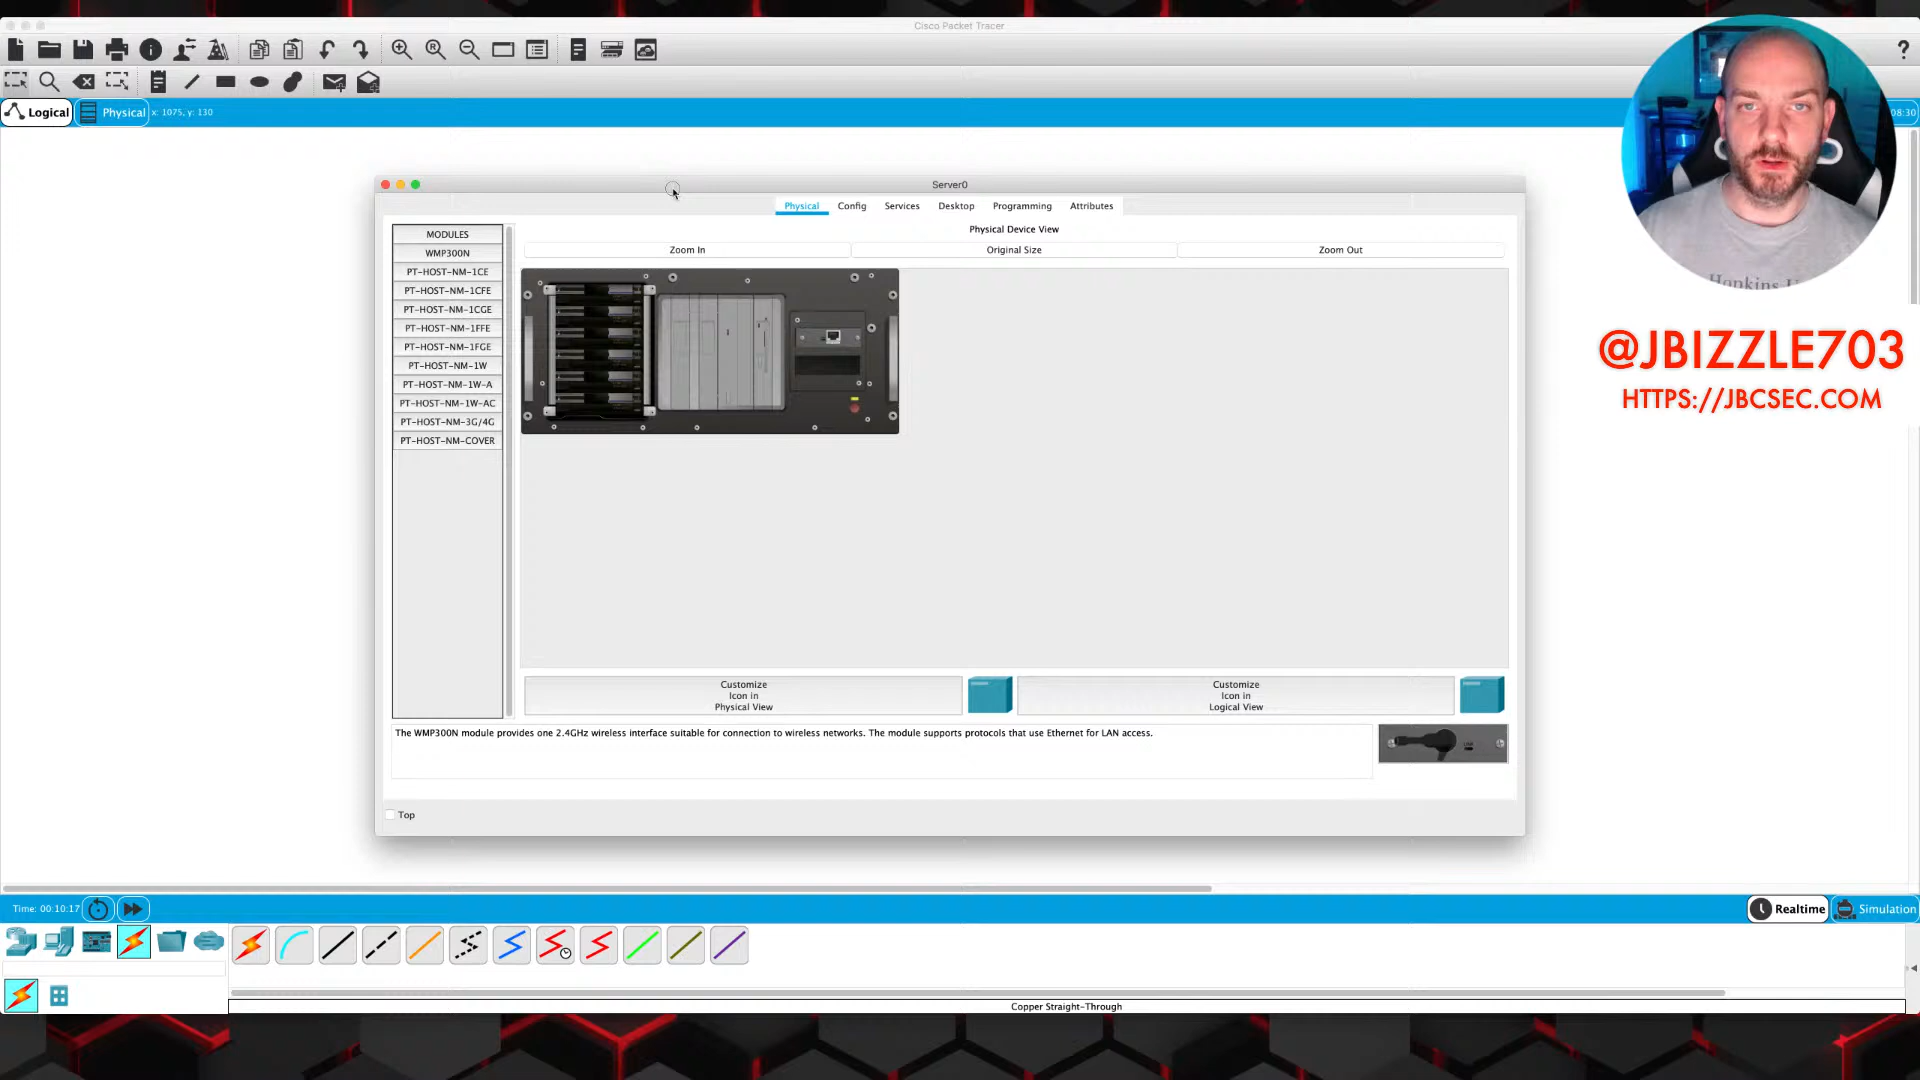 Cisco Packet Tracer
Logical
Physical
x: 1075, y: 130
08:30
Server0
Physical
Config
Services
Desktop
Programming
Attributes
MODULES
WMP300N
PT-HOST-NM-1CE
PT-HOST-NM-1CFE
PT-HOST-NM-1CGE
PT-HOST-NM-1FFE
PT-HOST-NM-1FGE
PT-HOST-NM-1W
PT-HOST-NM-1W-A
PT-HOST-NM-1W-AC
PT-HOST-NM-3G/4G
PT-HOST-NM-COVER
Physical Device View
Zoom In
Original Size
Zoom Out
Customize
Icon in
Physical View
Customize
Icon in
Logical View
The WMP300N module provides one 2.4GHz wireless interface suitable for connection to wireless networks. The module supports protocols that use Ethernet for LAN access.
Top
@JBIZZLE703
HTTPS://JBCSEC.COM
Time: 00:10:17
Realtime
Simulation
Copper Straight-Through